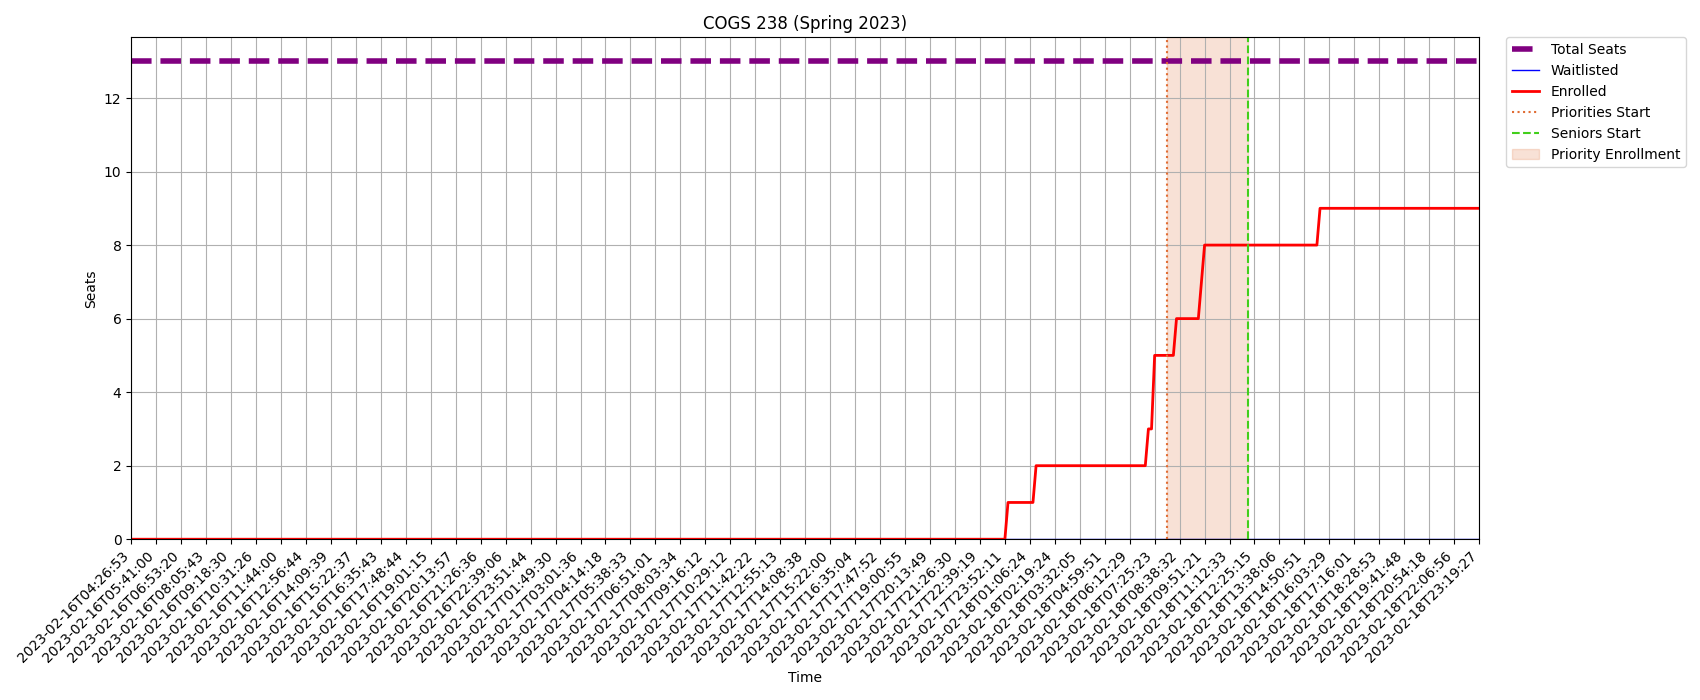 COGS 238 (Spring 2023)
Total Seats
Waitlisted
Enrolled
Priorities Start
Seniors Start
Priority Enrollment
Seats
12
10
8
6
4
2
0
2023-02-16T04:26:53
2023-02-16T05:41:00
2023-02-16T06:53:20
2023-02-16T08:05:43
2023-02-16T09:18:30
2023-02-16T10:31:26
2023-02-16T11:44:00
2023-02-16T12:56:44
2023-02-16T14:09:39
2023-02-16T15:22:37
2023-02-16T16:35:43
2023-02-16T17:48:44
2023-02-16T19:01:15
2023-02-16T20:13:57
2023-02-16T21:26:36
2023-02-16T22:39:06
2023-02-16T23:51:44
2023-02-17T01:49:30
2023-02-17T03:01:36
2023-02-17T04:14:18
2023-02-17T05:38:33
2023-02-17T06:51:01
2023-02-17T08:03:34
2023-02-17T09:16:12
2023-02-17T10:29:12
2023-02-17T11:42:22
2023-02-17T12:55:13
2023-02-17T14:08:38
2023-02-17T15:22:00
2023-02-17T16:35:04
2023-02-17T17:47:52
2023-02-17T19:00:55
2023-02-17T20:13:49
2023-02-17T21:26:30
2023-02-17T22:39:19
2023-02-17T23:52:11
2023-02-18T01:06:24
2023-02-18T02:19:24
2023-02-18T03:32:05
2023-02-18T04:59:51
2023-02-18T06:12:29
2023-02-18T07:25:23
2023-02-18T08:38:32
2023-02-18T09:51:21
2023-02-18T11:12:33
2023-02-18T12:25:15
2023-02-18T13:38:06
2023-02-18T14:50:51
2023-02-18T16:03:29
2023-02-18T17:16:01
2023-02-18T18:28:53
2023-02-18T19:41:48
2023-02-18T20:54:18
2023-02-18T22:06:56
2023-02-18T23:19:27
Time